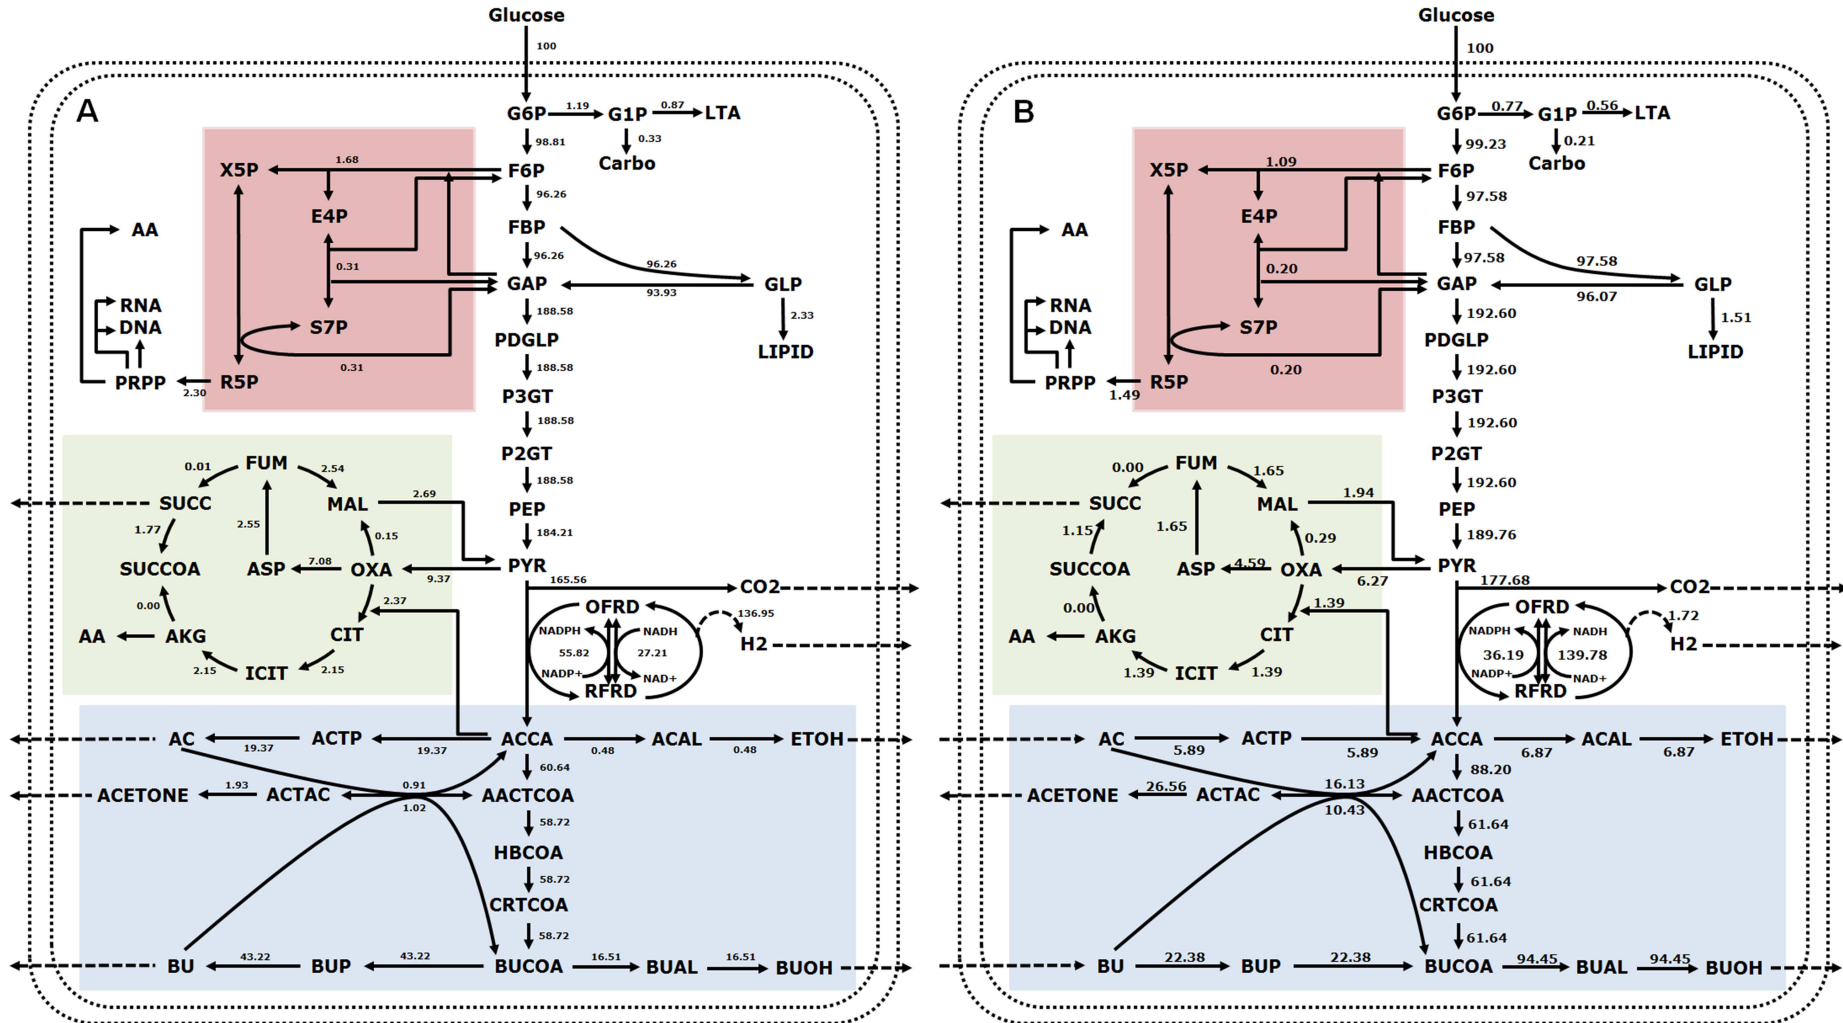 Glucose
100
A
G6P 1.19 G1P 0.87 LTA
98.81 0.33
Carbo
X5P 1.68 F6P
96.26
E4P
AA FBP
0.31 96.26 96.26
GAP 93.93 GLP
RNA 188.58 2.33
DNA S7P
PDGLP LIPID
0.31 188.58
PRPP 2.30 R5P
P3GT
188.58
P2GT
0.01 FUM 2.54
188.58
SUCC MAL 2.69 PEP
1.77 2.55 0.15 184.21
SUCCOA ASP 7.08 OXA 9.37 PYR
165.56 CO2
0.00 2.37 OFRD 136.95
AA AKG CIT NADPH NADH H2
55.82 27.21
2.15 ICIT 2.15 NADP+ NAD+
RFRD
AC 19.37 ACTP 19.37 ACCA 0.48 ACAL 0.48 ETOH
60.64
ACETONE 1.93 ACTAC 0.91 AACTCOA
1.02
58.72
HBCOA
58.72
CRTCOA
58.72
BU 43.22 BUP 43.22 BUCOA 16.51 BUAL 16.51 BUOH
Glucose
100
B
G6P 0.77 G1P 0.56 LTA
99.23 0.21
Carbo
X5P 1.09 F6P
97.58
E4P
AA FBP
0.20 97.58 97.58
GAP 96.07 GLP
RNA 192.60 1.51
DNA S7P
PDGLP LIPID
0.20 192.60
PRPP 1.49 R5P
P3GT
192.60
P2GT
0.00 FUM 1.65
192.60
SUCC MAL 1.94 PEP
1.15 1.65 0.29 189.76
SUCCOA ASP 4.59 OXA 6.27 PYR
177.68 CO2
0.00 1.39 OFRD 1.72
AA AKG CIT NADPH NADH H2
36.19 139.78
1.39 ICIT 1.39 NADP+ NAD+
RFRD
AC 5.89 ACTP 5.89 ACCA 6.87 ACAL 6.87 ETOH
88.20
ACETONE 26.56 ACTAC 16.13 AACTCOA
10.43
61.64
HBCOA
61.64
CRTCOA
61.64
BU 22.38 BUP 22.38 BUCOA 94.45 BUAL 94.45 BUOH